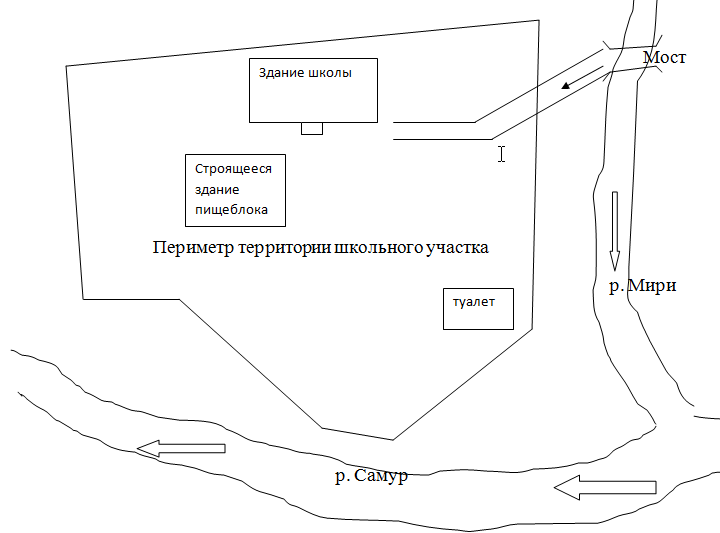 Мост
Здание школы
Строящееся
здание
пищеблока
Периметр территории школьного участка
р. Мири
туалет
р. Самур